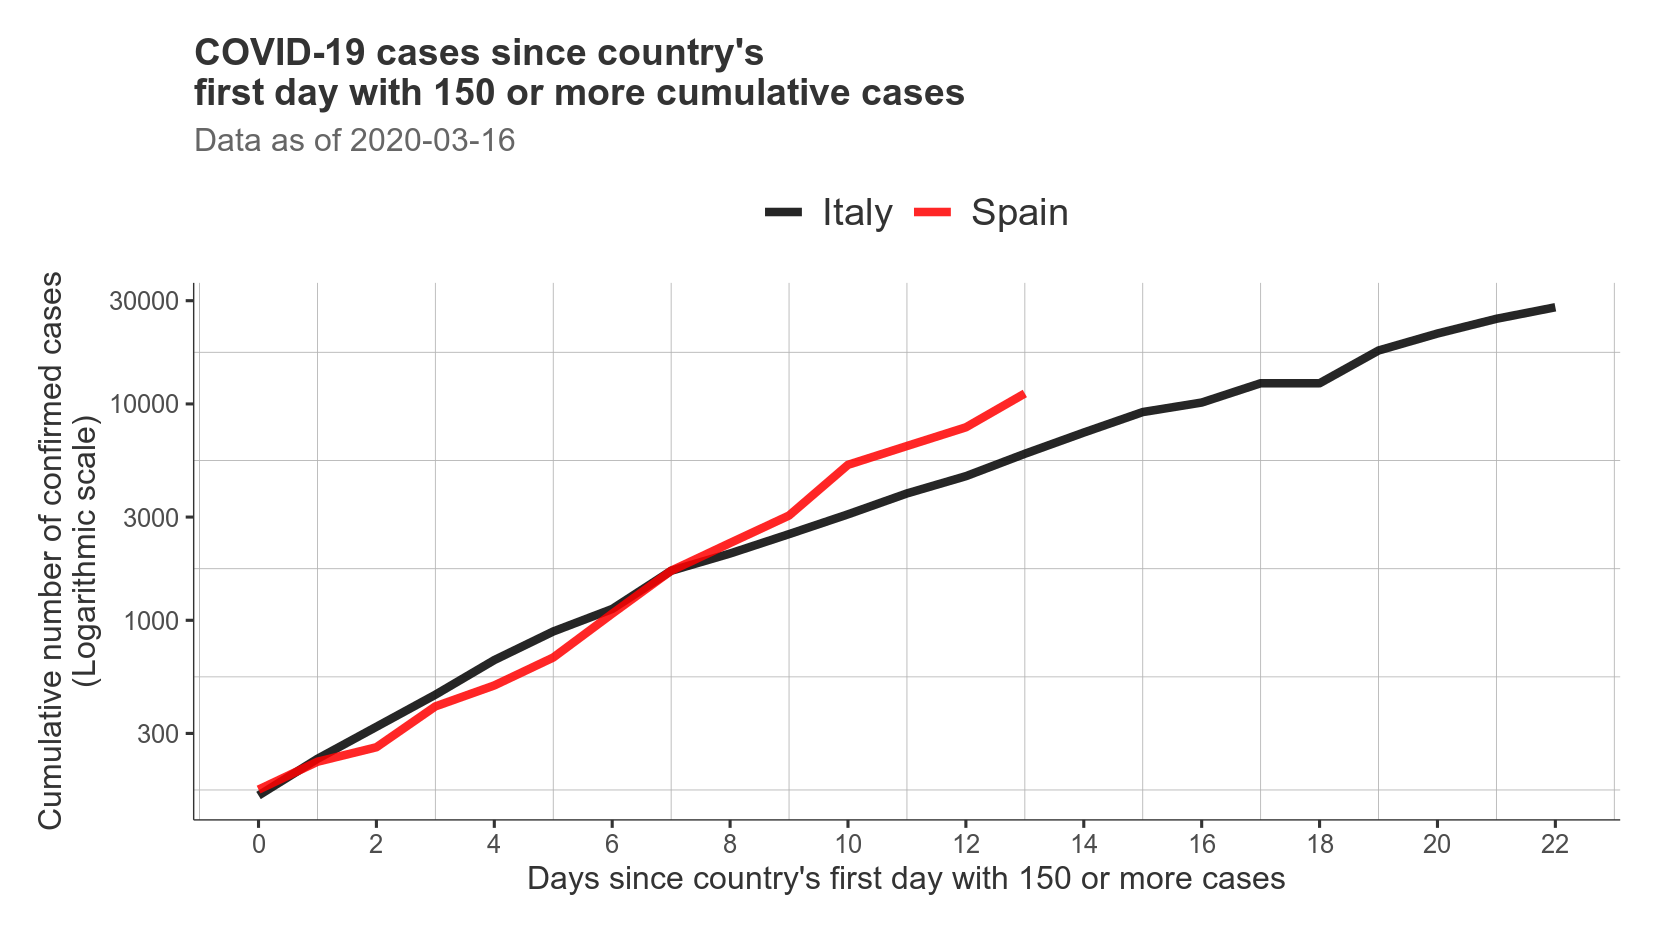 COVID-19 cases since country's
first day with 150 or more cumulative cases
Data as of 2020-03-16
Italy Spain
Cumulative number of confirmed cases
(Logarithmic scale)
30000
10000
3000
1000
300
0 2 4 6 8 10 12 14 16 18 20 22
Days since country's first day with 150 or more cases